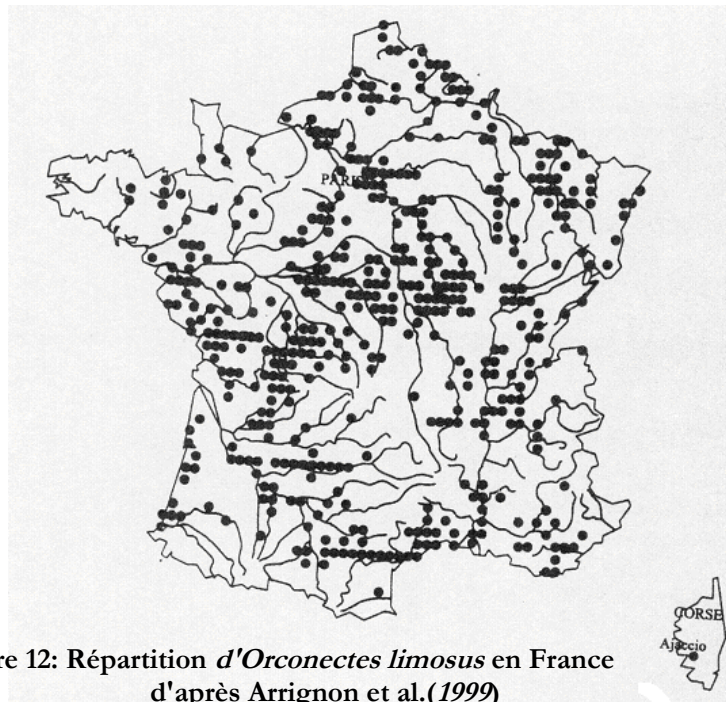 PARIS
CORSE
Ajaccio
re 12: Répartition d'Orconectes limosus en France
d'après Arrignon et al.(1999)